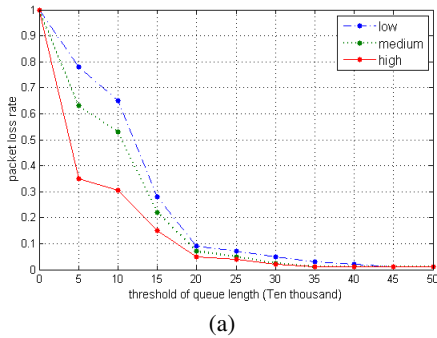 1
0.9
0.8
0.7
0.6
0.5
0.4
0.3
0.2
0.1
0
packet loss rate
low
medium
high
0 5 10 15 20 25 30 35 40 45 50
threshold of queue length (Ten thousand)
(a)